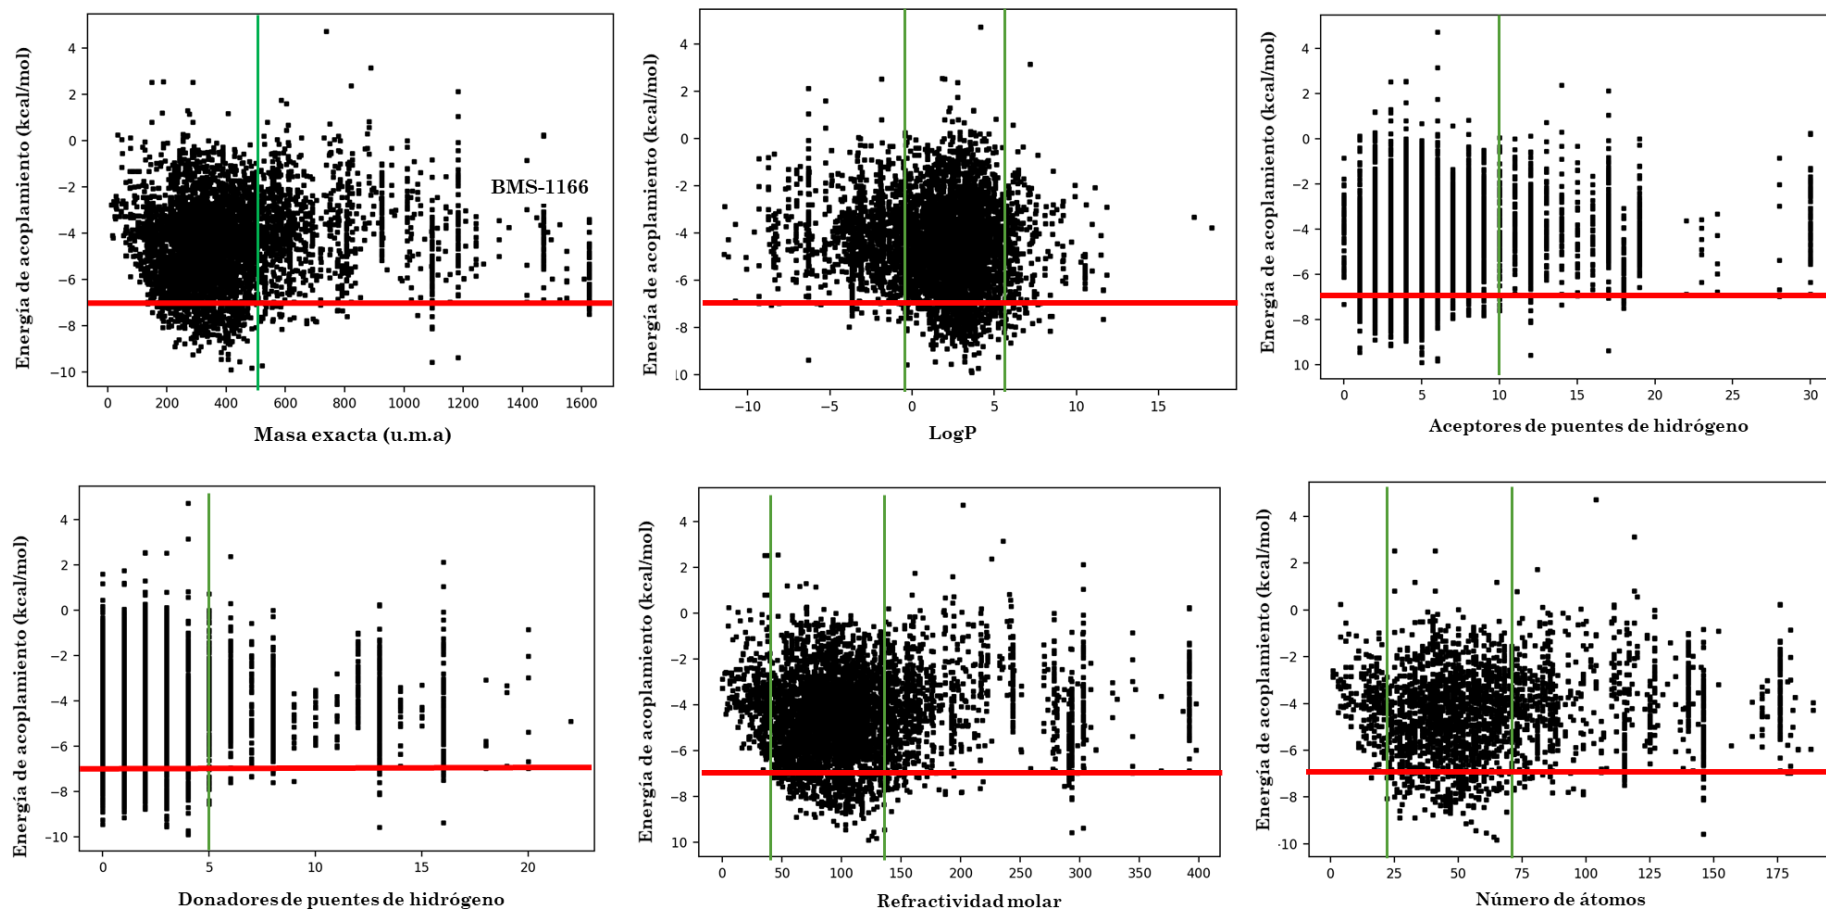 Energía de acoplamiento (kcal/mol)
4
2
0
−2
−4
−6
−8
−10
BMS-1166
0 200 400 600 800 1000 1200 1400 1600
Masa exacta (u.m.a)
Energía de acoplamiento (kcal/mol)
4
2
0
−2
−4
−6
−8
10
−10 −5 0 5 10 15
LogP
Energía de acoplamiento (kcal/mol)
4
2
0
−2
−4
−6
−8
10
0 5 10 15 20 25 30
Aceptores de puentes de hidrógeno
Energía de acoplamiento (kcal/mol)
4
2
0
−2
−4
−6
−8
−10
0 5 10 15 20
Donadores de puentes de hidrógeno
Energía de acoplamiento (kcal/mol)
4
2
0
−2
−4
−6
−8
10
0 50 100 150 200 250 300 350 400
Refractividad molar
Energía de acoplamiento (kcal/mol)
4
2
0
−2
−4
−6
−8
-10
0 25 50 75 100 125 150 175
Número de átomos